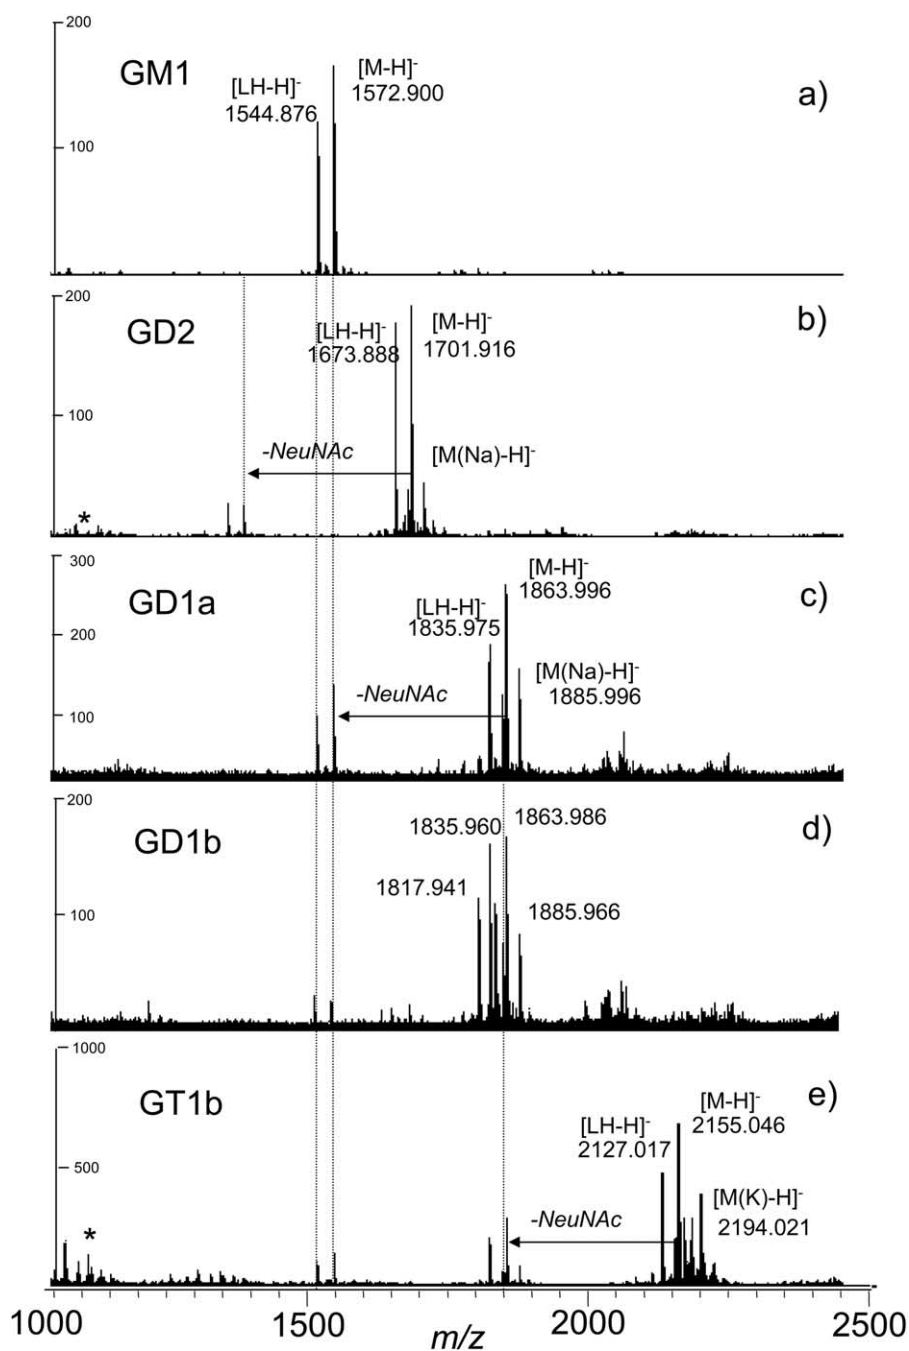 200
GM1
[LH-H]-
1544.876
[M-H]-
1572.900
a)
100
200
GD2
[LH-H]-
1673.888
[M-H]-
1701.916
b)
100
-NeuNAc
[M(Na)-H]-
*
300
GD1a
[M-H]-
1863.996
c)
[LH-H]-
1835.975
200
[M(Na)-H]-
1885.996
-NeuNAc
100
200
GD1b
1835.960
1863.986
d)
1817.941
1885.966
100
1000
GT1b
[LH-H]-
2127.017
[M-H]-
2155.046
e)
500
[M(K)-H]-
2194.021
-NeuNAc
*
1000
1500
2000
2500
m/z